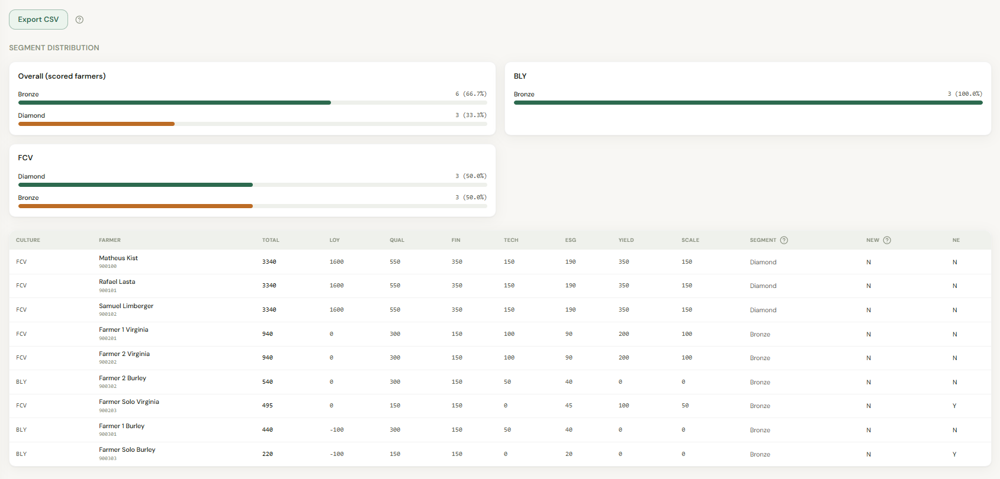 Export CSV ?
SEGMENT DISTRIBUTION
Overall (scored farmers)
Bronze 6 (66.7%)
Diamond 3 (33.3%)
BLY
Bronze 3 (100.0%)
FCV
Diamond 3 (50.0%)
Bronze 3 (50.0%)
CULTURE FARMER TOTAL LOY QUAL FIN TECH ESG YIELD SCALE SEGMENT ? NEW ? NE
FCV Matheus Kist 3340 1600 550 350 150 190 350 150 Diamond N N
900100
FCV Rafael Lasta 3340 1600 550 350 150 190 350 150 Diamond N N
900101
FCV Samuel Limberger 3340 1600 550 350 150 190 350 150 Diamond N N
900102
FCV Farmer 1 Virginia 940 0 300 150 100 90 200 100 Bronze N N
900201
FCV Farmer 2 Virginia 940 0 300 150 100 90 200 100 Bronze N N
900202
BLY Farmer 2 Burley 540 0 300 150 50 40 0 0 Bronze N N
900302
FCV Farmer Solo Virginia 495 0 150 150 0 45 100 50 Bronze N Y
900203
BLY Farmer 1 Burley 440 -100 300 150 50 40 0 0 Bronze N N
900301
BLY Farmer Solo Burley 220 -100 150 150 0 20 0 0 Bronze N Y
900303